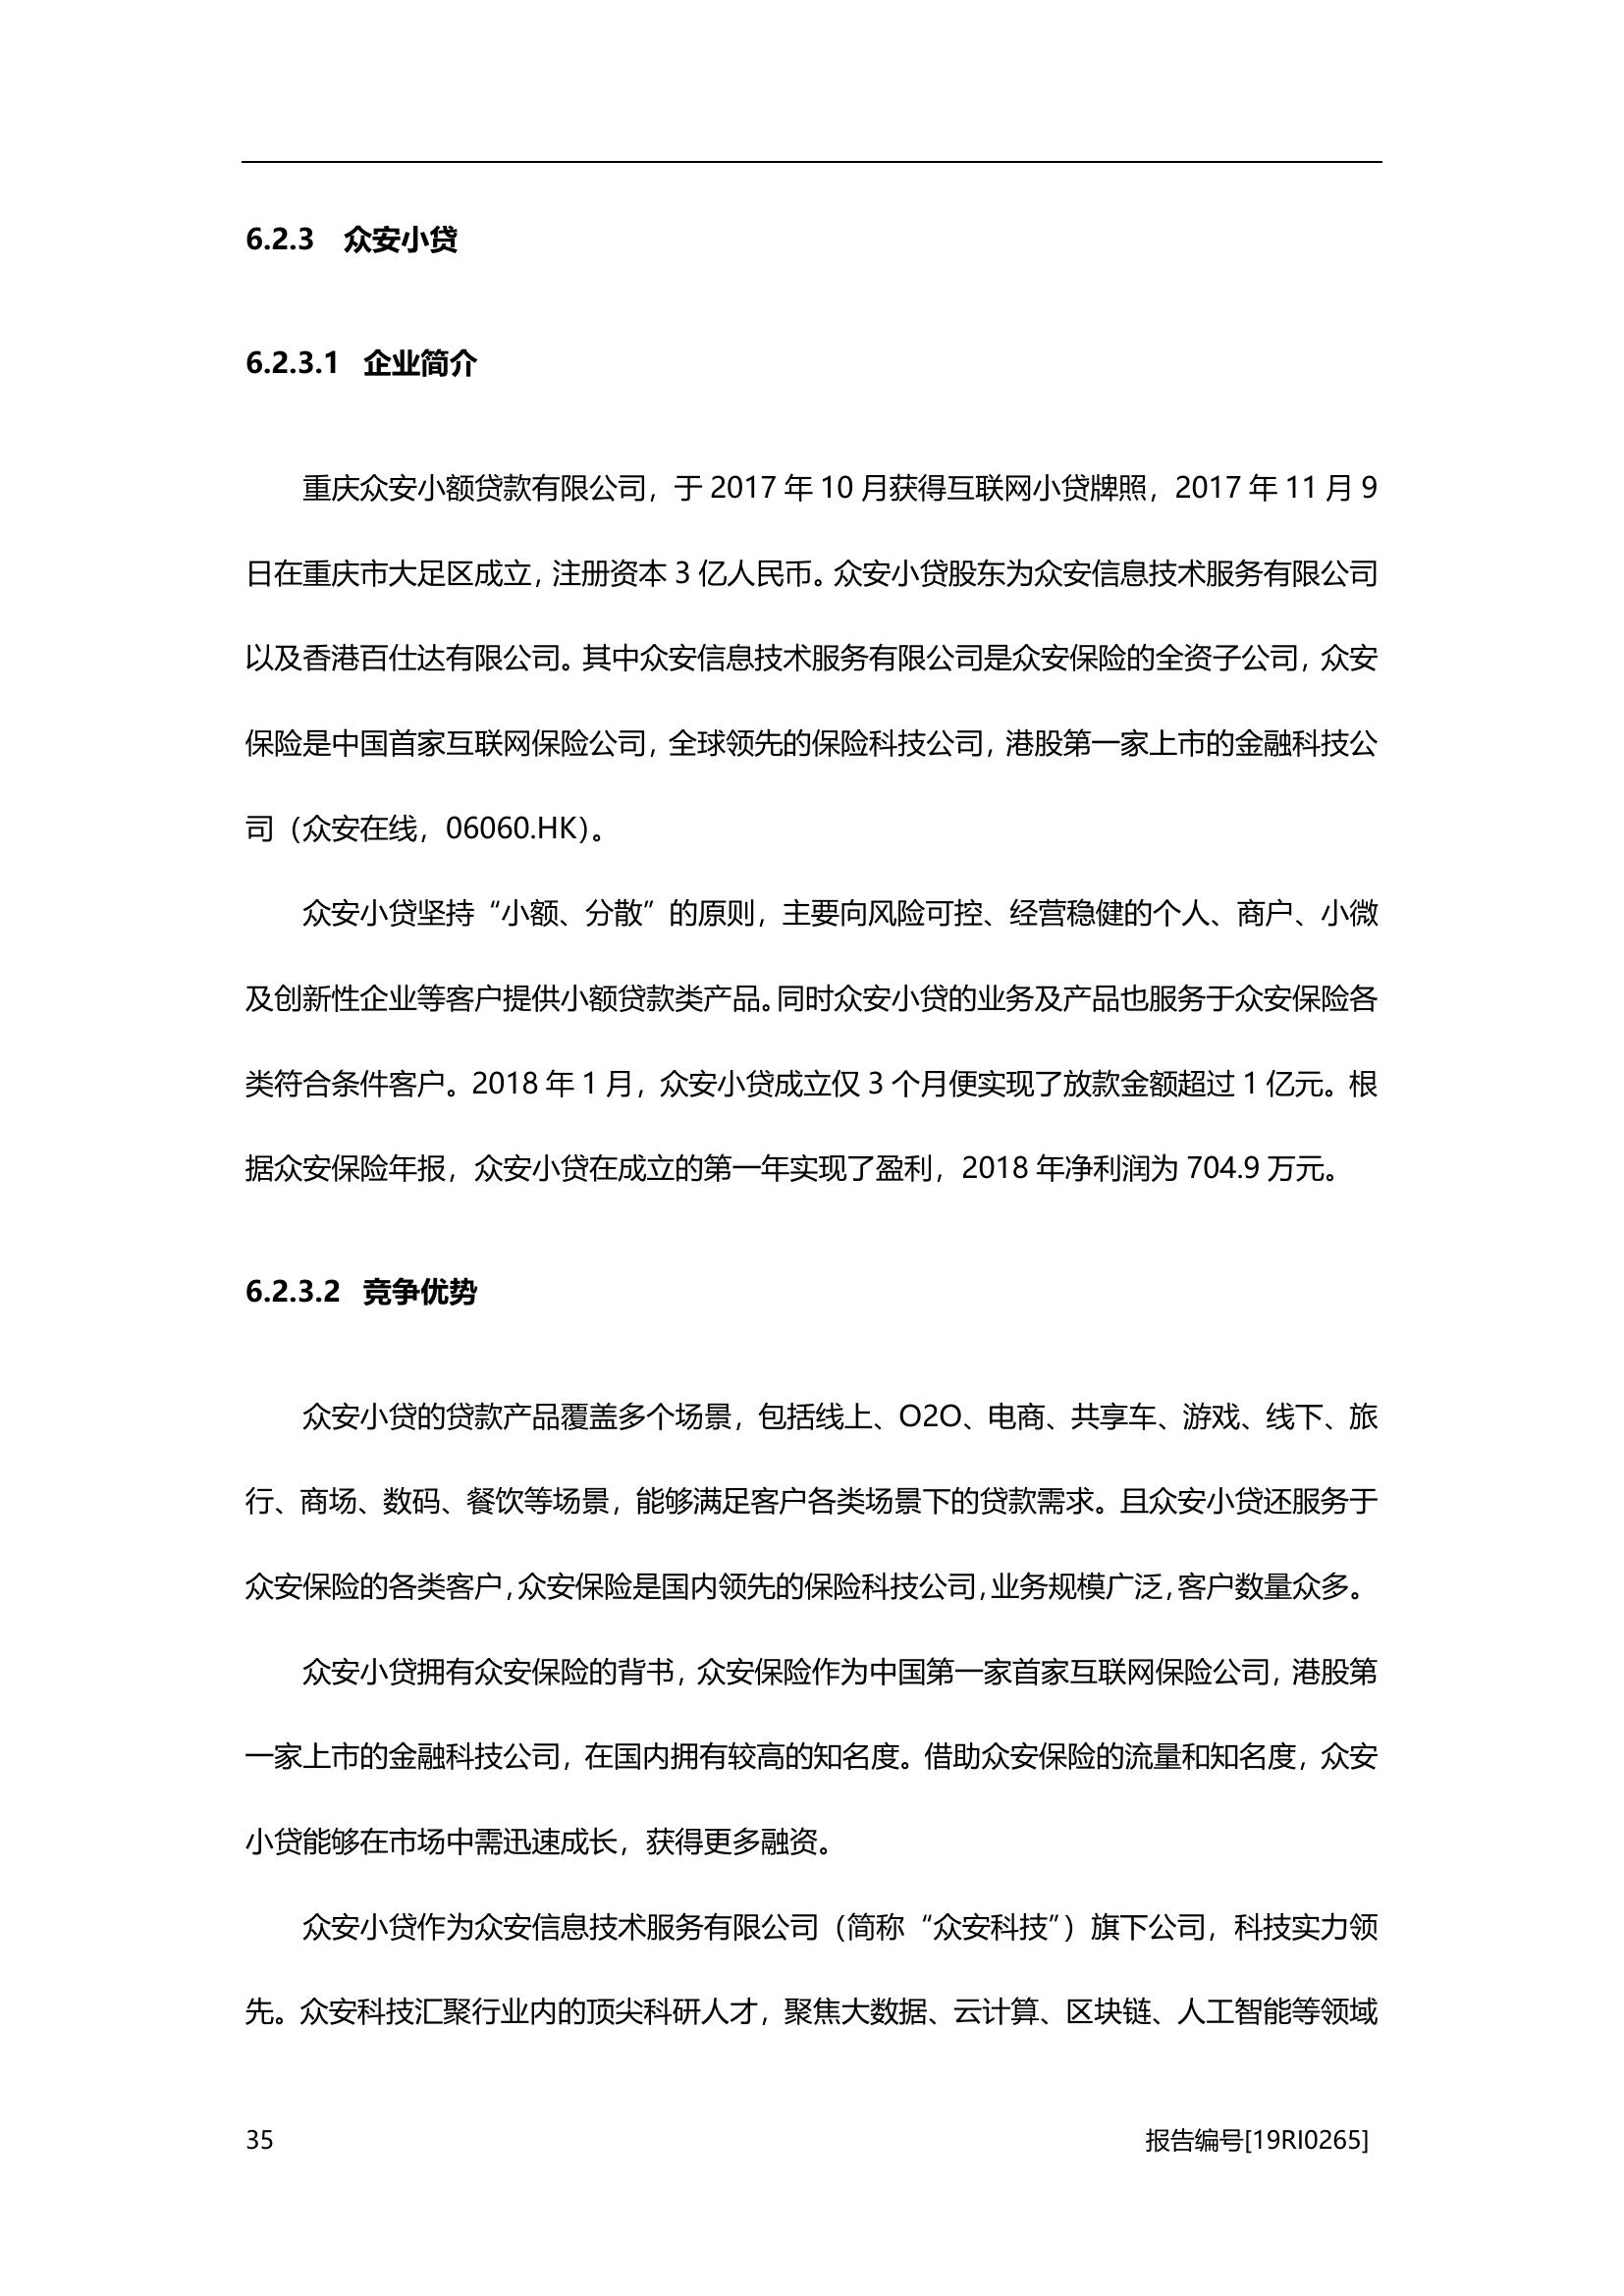 6.2.3 众安小贷
6.2.3.1 企业简介
重庆众安小额贷款有限公司，于 2017 年 10 月获得互联网小贷牌照，2017 年 11 月 9
日在重庆市大足区成立，注册资本 3 亿人民币。众安小贷股东为众安信息技术服务有限公司
以及香港百仕达有限公司。其中众安信息技术服务有限公司是众安保险的全资子公司，众安
保险是中国首家互联网保险公司，全球领先的保险科技公司，港股第一家上市的金融科技公
司（众安在线，06060.HK）。
众安小贷坚持“小额、分散”的原则，主要向风险可控、经营稳健的个人、商户、小微
及创新性企业等客户提供小额贷款类产品。同时众安小贷的业务及产品也服务于众安保险各
类符合条件客户。2018 年 1 月，众安小贷成立仅 3 个月便实现了放款金额超过 1 亿元。根
据众安保险年报，众安小贷在成立的第一年实现了盈利，2018 年净利润为 704.9 万元。
6.2.3.2 竞争优势
众安小贷的贷款产品覆盖多个场景，包括线上、O2O、电商、共享车、游戏、线下、旅
行、商场、数码、餐饮等场景，能够满足客户各类场景下的贷款需求。且众安小贷还服务于
众安保险的各类客户，众安保险是国内领先的保险科技公司，业务规模广泛，客户数量众多。
众安小贷拥有众安保险的背书，众安保险作为中国第一家首家互联网保险公司，港股第
一家上市的金融科技公司，在国内拥有较高的知名度。借助众安保险的流量和知名度，众安
小贷能够在市场中需迅速成长，获得更多融资。
众安小贷作为众安信息技术服务有限公司（简称“众安科技”）旗下公司，科技实力领
先。众安科技汇聚行业内的顶尖科研人才，聚焦大数据、云计算、区块链、人工智能等领域
35 报告编号[19RI0265]